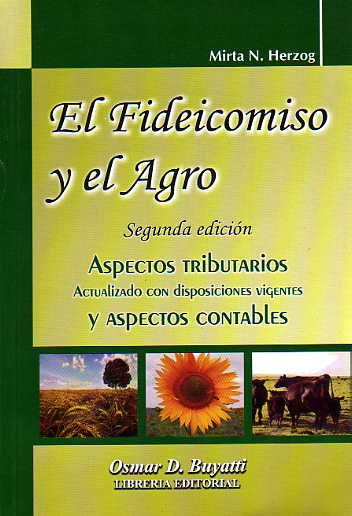 Mirta N. Herzog
El Fideicomiso
y el Agro
Segunda edición
ASPECTOS TRIBUTARIOS
ACTUALIZADO CON DISPOSICIONES VIGENTES
Y ASPECTOS CONTABLES
Osmar D. Buyatti
LIBRERIA EDITORIAL